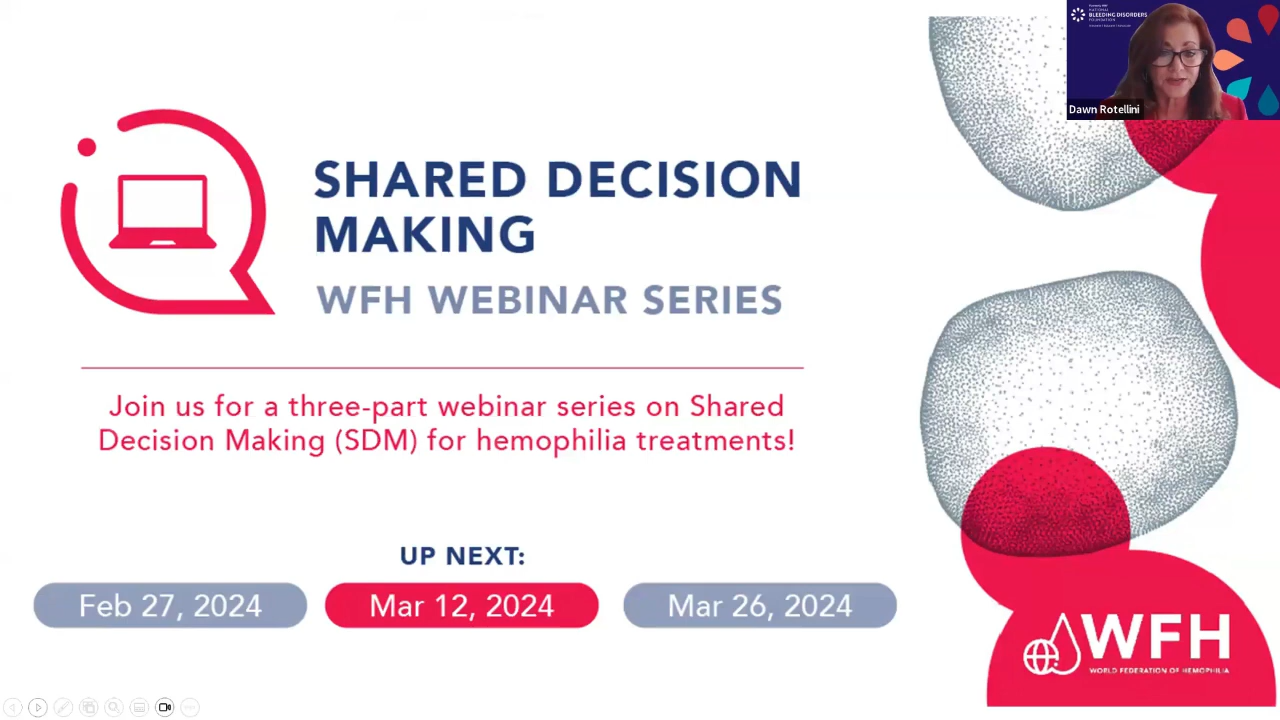 NATIONAL
BLEEDING DISORDERS
FOUNDATION
Dawn Rotellini
SHARED DECISION
MAKING
WFH WEBINAR SERIES
Join us for a three-part webinar series on Shared
Decision Making (SDM) for hemophilia treatments!
UP NEXT:
Feb 27, 2024
Mar 12, 2024
Mar 26, 2024
WFH
WORLD FEDERATION OF HEMOPHILIA